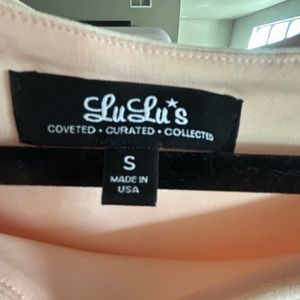 LuLu's
COVETED • CURATED • COLLECTED
S
MADE IN
USA